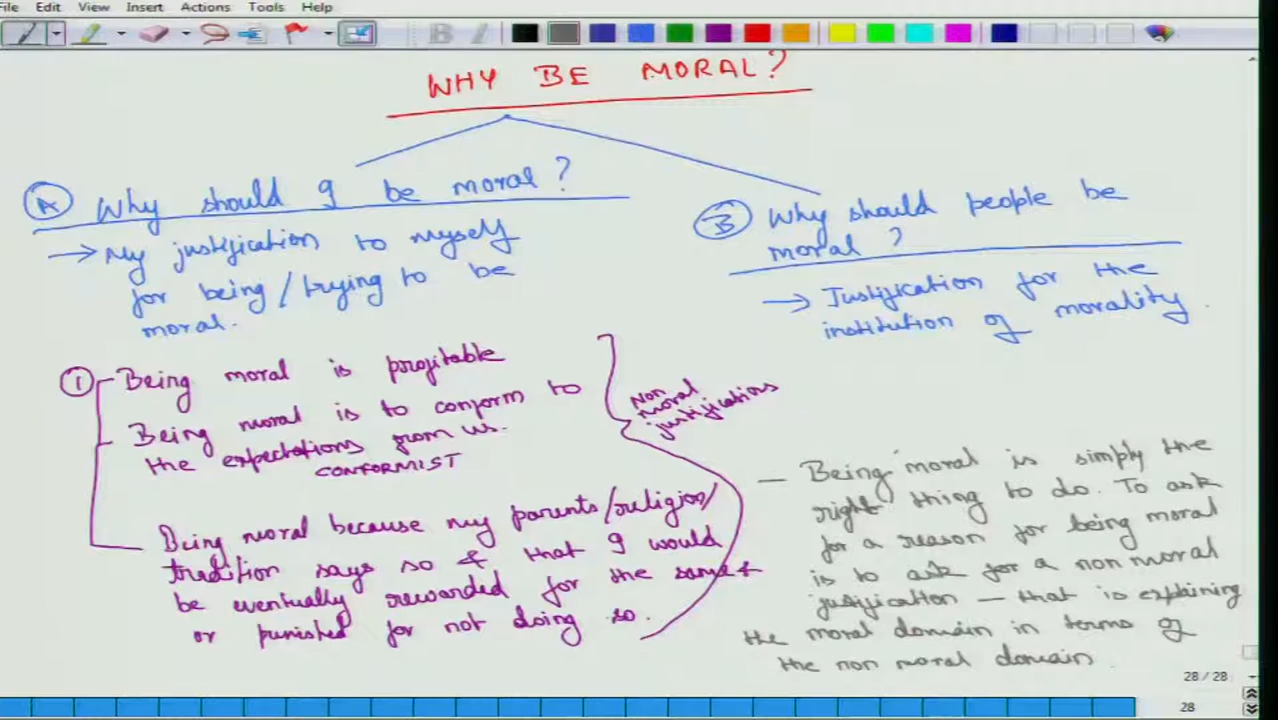 File Edit View Insert Actions Tools Help
WHY BE MORAL?
A Why should I be moral?
→ My justification to myself
for being/trying to be
moral.
B Why should people be
moral?
→ Justification for the
institution of morality.
1 Being moral is profitable
Being moral is to conform to
the expectations from us.
CONFORMIST
Being moral because my parents/religion/
tradition says so & that I would
be eventually rewarded for the same &
or punished for not doing so.
Non
moral
justifications
— Being moral is simply the
right thing to do. To ask
for a reason for being moral
is to ask for a non moral
justification — that is explaining
the moral domain in terms of
the non moral domain.
28 / 28
28